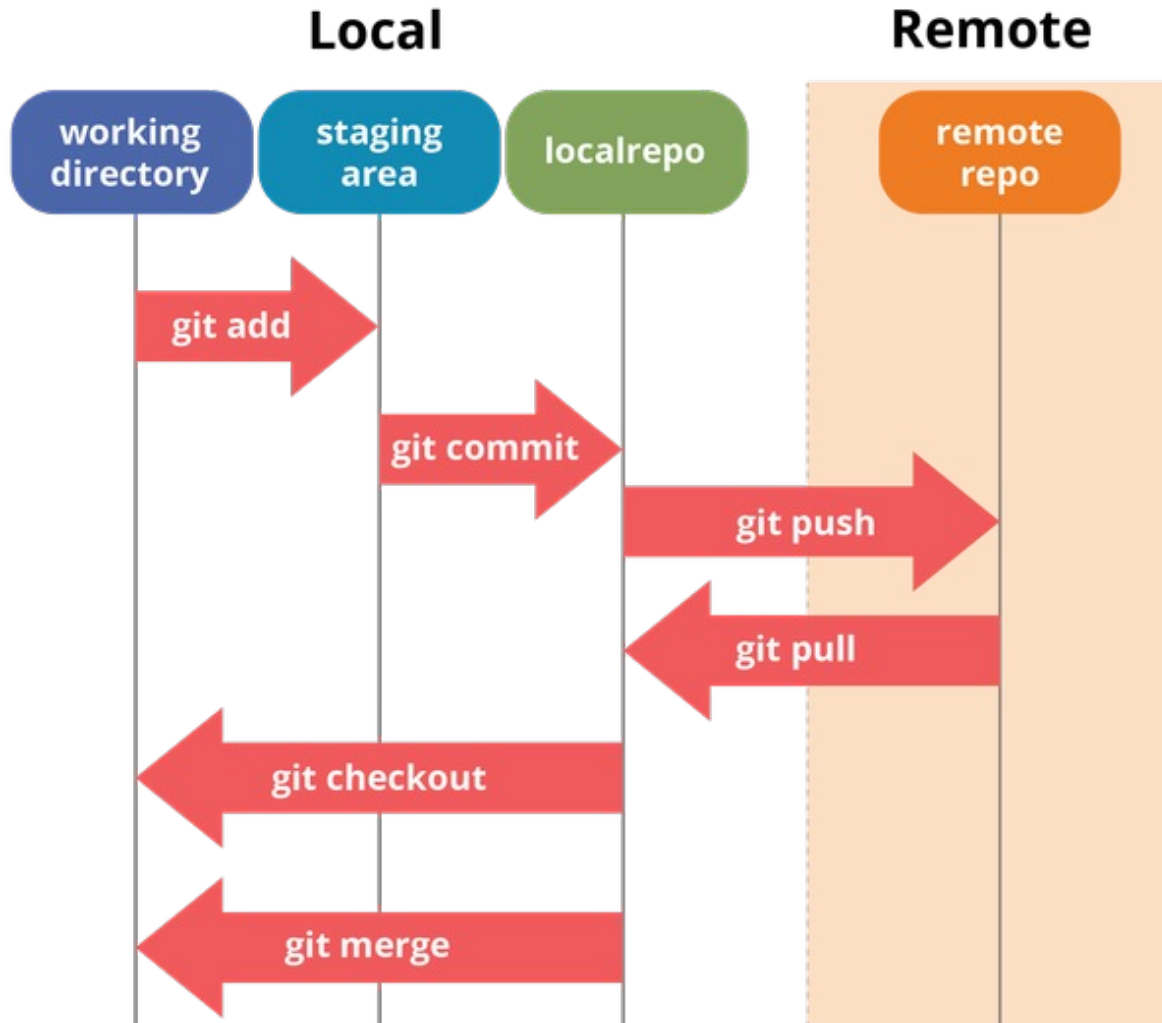 Local
Remote
working
directory
staging
area
localrepo
remote
repo
git add
git commit
git push
git pull
git checkout
git merge